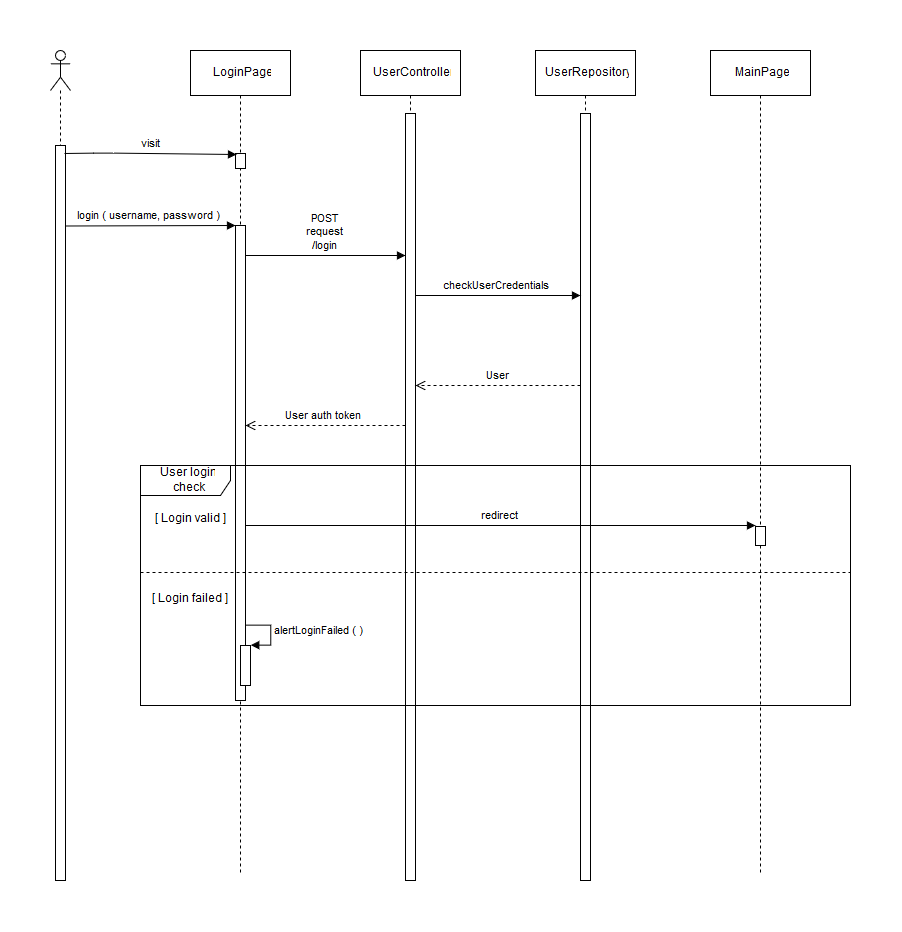 LoginPage
UserController
UserRepository
MainPage
visit
login ( username, password )
POST
request
/login
checkUserCredentials
User
User auth token
User login
check
[ Login valid ]
redirect
[ Login failed ]
alertLoginFailed ( )